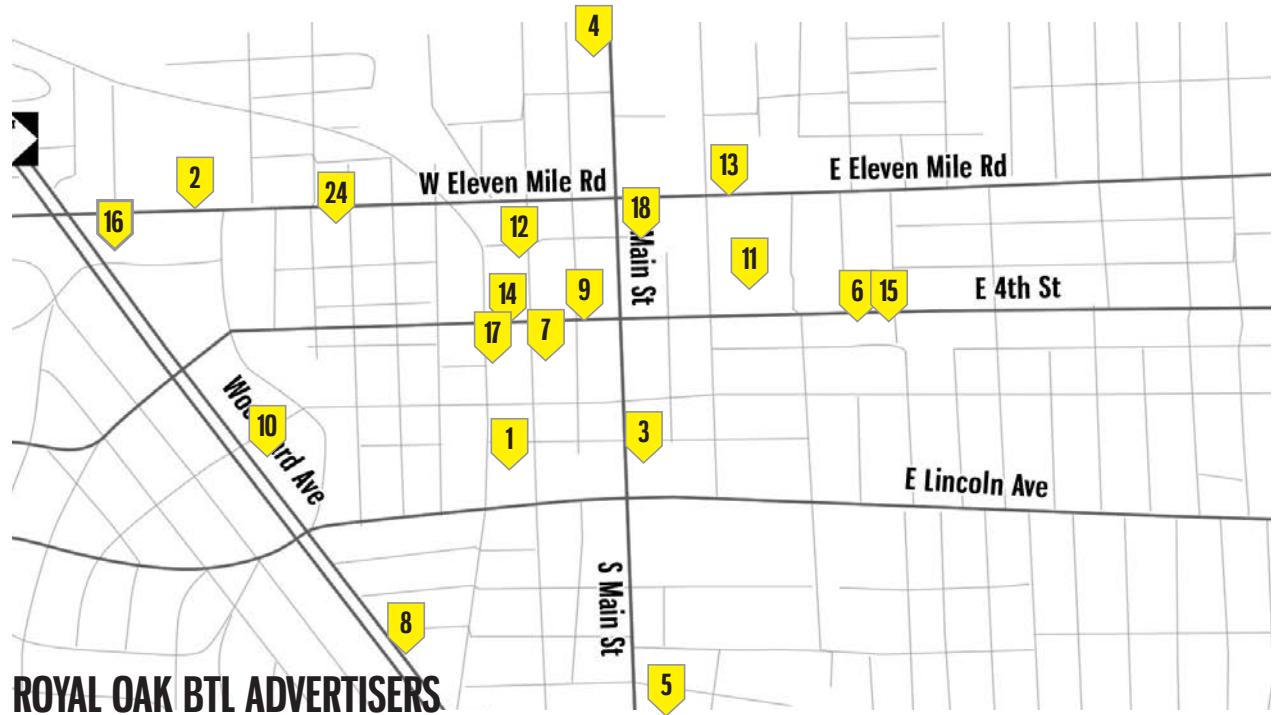 4
2
24
W Eleven Mile Rd
13
E Eleven Mile Rd
16
12
18
Main St
11
14
9
6
15
E 4th St
17
7
10
1
3
E Lincoln Ave
8
S Main St
5
ROYAL OAK BTL ADVERTISERS